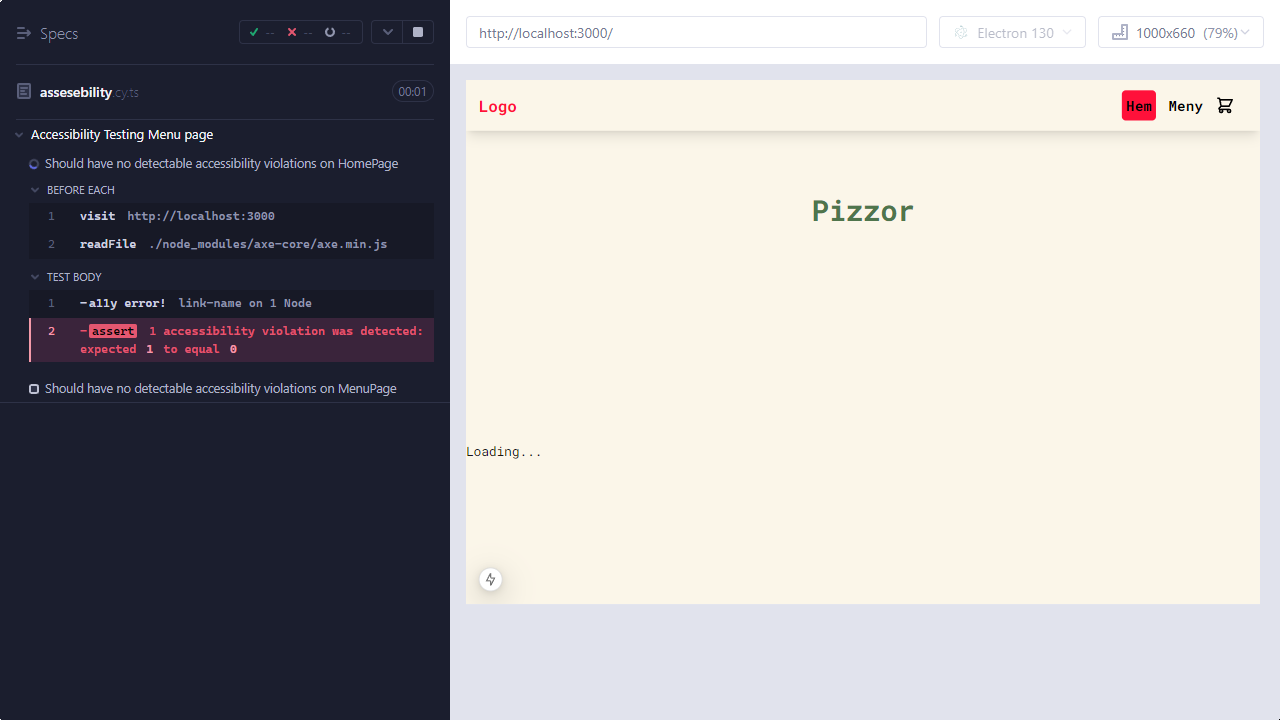 Specs
-- -- --
assesebility.cy.ts
00:01
Accessibility Testing Menu page
Should have no detectable accessibility violations on HomePage
BEFORE EACH
1 visit http://localhost:3000
2 readFile ./node_modules/axe-core/axe.min.js
TEST BODY
1 -a11y error! link-name on 1 Node
2 -assert 1 accessibility violation was detected:
expected 1 to equal 0
Should have no detectable accessibility violations on MenuPage
http://localhost:3000/
Electron 130
1000x660 (79%)
Logo
Hem Meny
Pizzor
Loading...